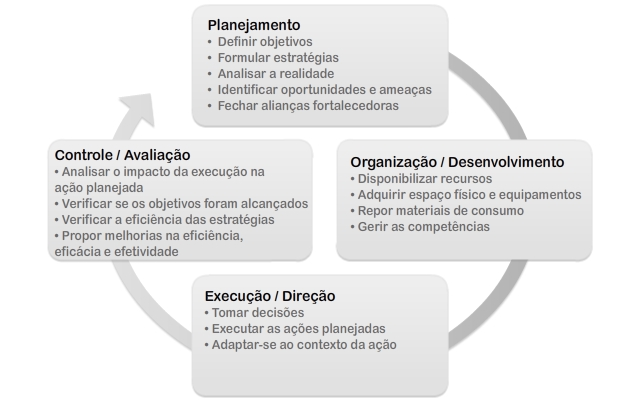 Planejamento
• Definir objetivos
• Formular estratégias
• Analisar a realidade
• Identificar oportunidades e ameaças
• Fechar alianças fortalecedoras
Controle / Avaliação
• Analisar o impacto da execução na
ação planejada
• Verificar se os objetivos foram alcançados
• Verificar a eficiência das estratégias
• Propor melhorias na eficiência,
eficácia e efetividade
Organização / Desenvolvimento
• Disponibilizar recursos
• Adquirir espaço físico e equipamentos
• Repor materiais de consumo
• Gerir as competências
Execução / Direção
• Tomar decisões
• Executar as ações planejadas
• Adaptar-se ao contexto da ação